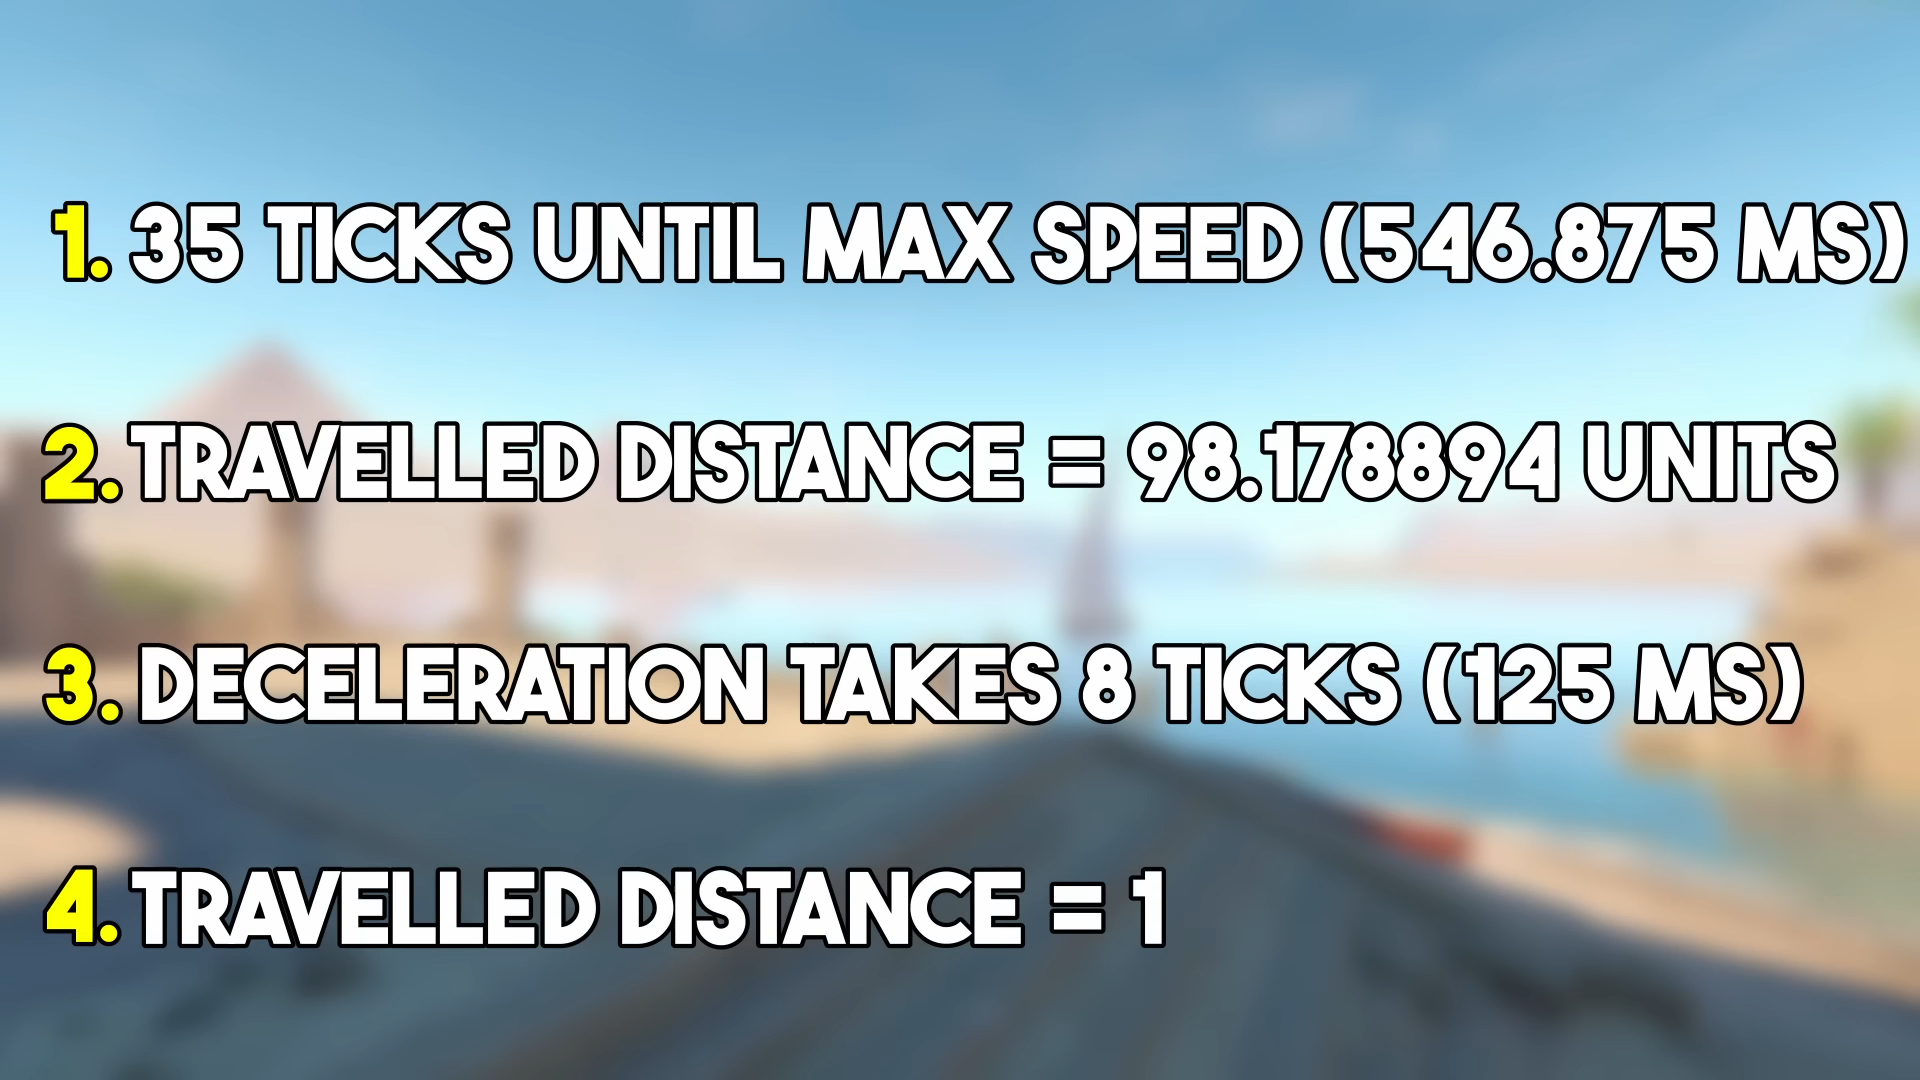 1. 35 TICKS UNTIL MAX SPEED (546.875 MS)
2. TRAVELLED DISTANCE = 98.178894 UNITS
3. DECELERATION TAKES 8 TICKS (125 MS)
4. TRAVELLED DISTANCE = 1